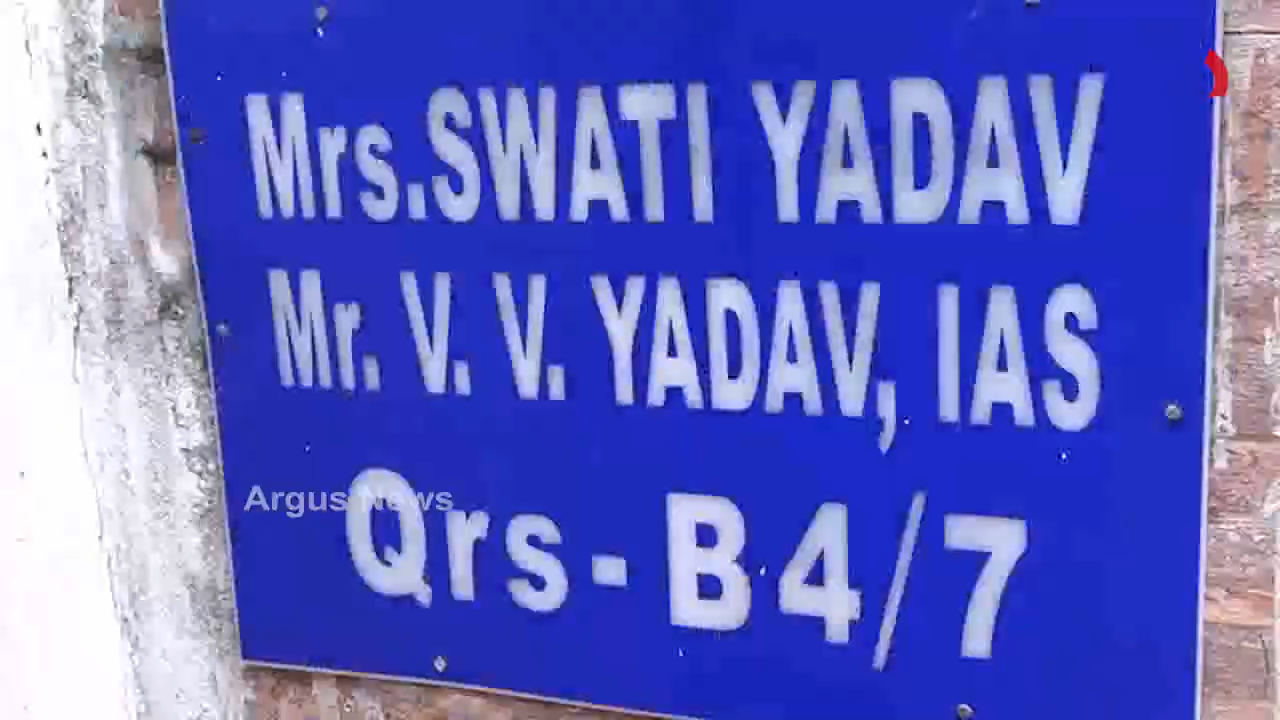 Mrs.SWATI YADAV
Mr. V. V. YADAV, IAS
Argus News
Qrs-B4/7